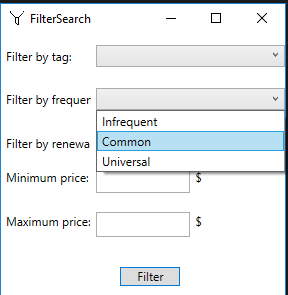 FilterSearch
Filter by tag:
Filter by frequer
Infrequent
Common
Filter by renewa
Universal
Minimum price: $
Maximum price: $
Filter